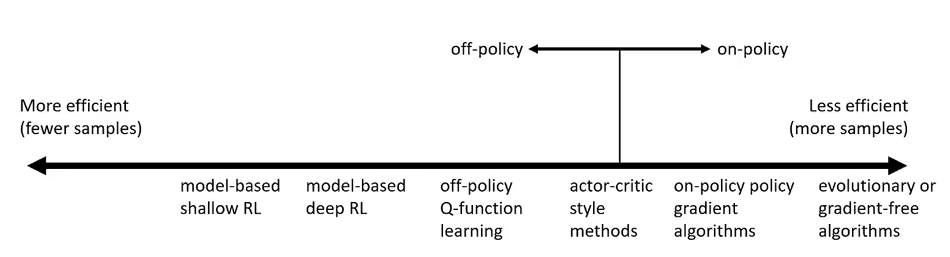 off-policy
on-policy
More efficient
(fewer samples)
Less efficient
(more samples)
model-based
shallow RL
model-based
deep RL
off-policy
Q-function
learning
actor-critic
style
methods
on-policy policy
gradient
algorithms
evolutionary or
gradient-free
algorithms